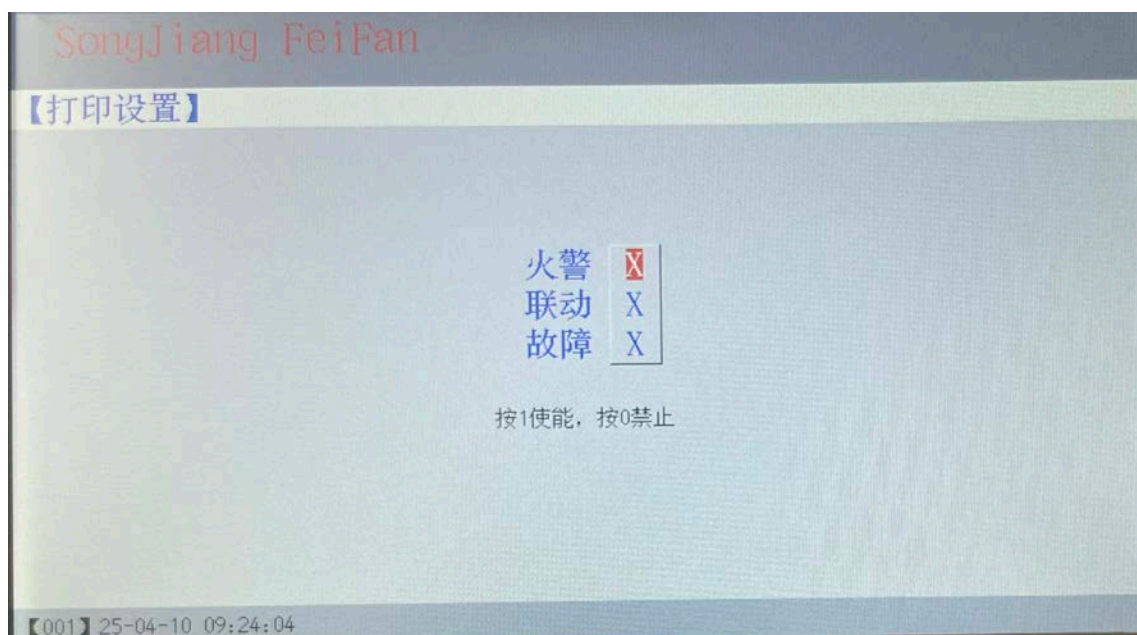 SongJiang FeiFan
【打印设置】
火警 X
联动 X
故障 X
按1使能，按0禁止
【001】25-04-10 09:24:04